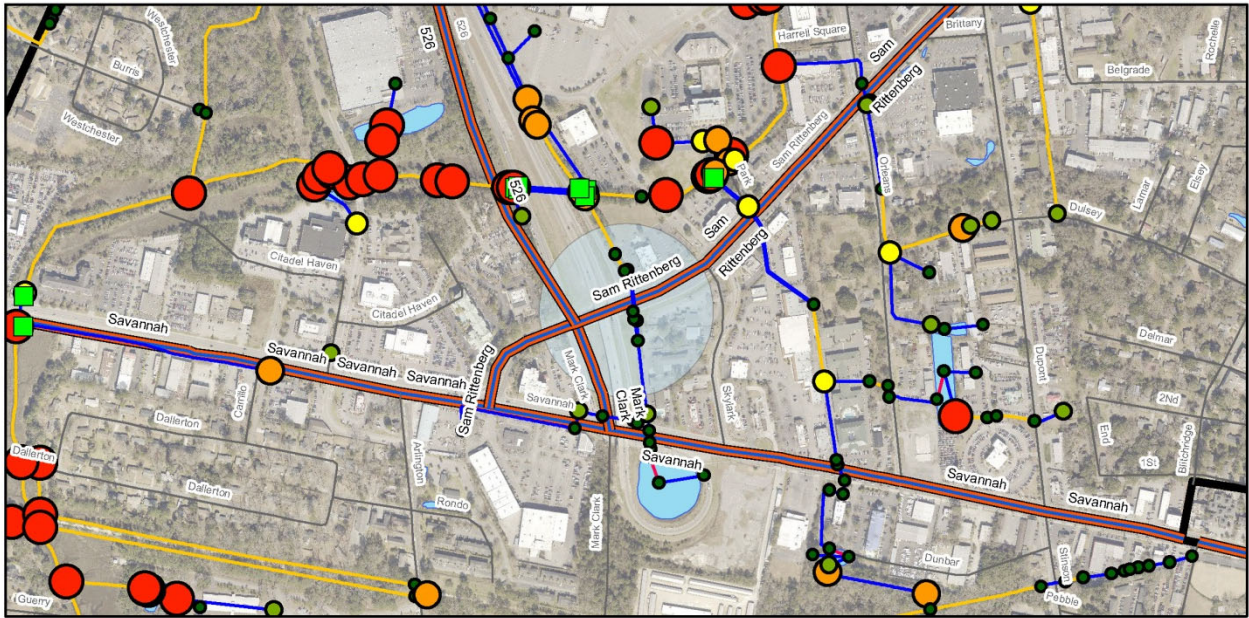 Westchester
526
526
Harrell Square
Sam
Brittany
Rochelle
Burris
Belgrade
Rittenberg
Westchester
Sam Rittenberg
Park
Orleans
Lamar
Elsey
526
Dulsey
Sam
Rittenberg
Citadel Haven
Sam Rittenberg
Citadel Haven
Savannah
Savannah
Savannah
Savannah
Delmar
Dupont
Mark Clark
Sam Rittenberg
Carrilo
Savannah
Mark
Clark
Skylark
2Nd
Dallerton
End
Dallerton
Arlington
Savannah
1St
Blitchridge
Savannah
Savannah
Dallerton
Rondo
Mark Clark
Dunbar
Stinson
Guerry
Pebble